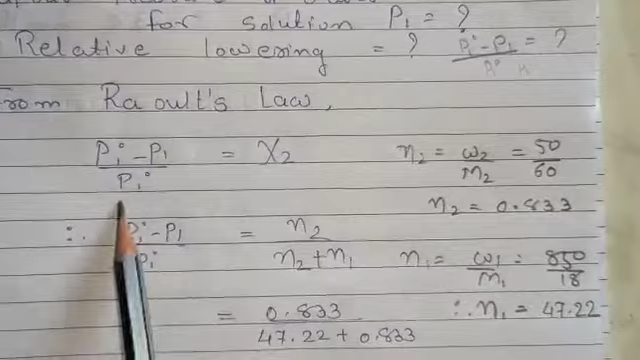 for solution P₁ = ?
Relative lowering = ? P₁° - P₁ = ?
From Raoult's Law,
P₁° - P₁ / P₁° = X₂ n₂ = w₂ / m₂ = 50 / 60
n₂ = 0.833
∴ P₁° - P₁ / P₁° = n₂ / n₂ + n₁ n₁ = w₁ / m₁ = 850 / 18
= 0.833 / 47.22 + 0.833 ∴ n₁ = 47.22